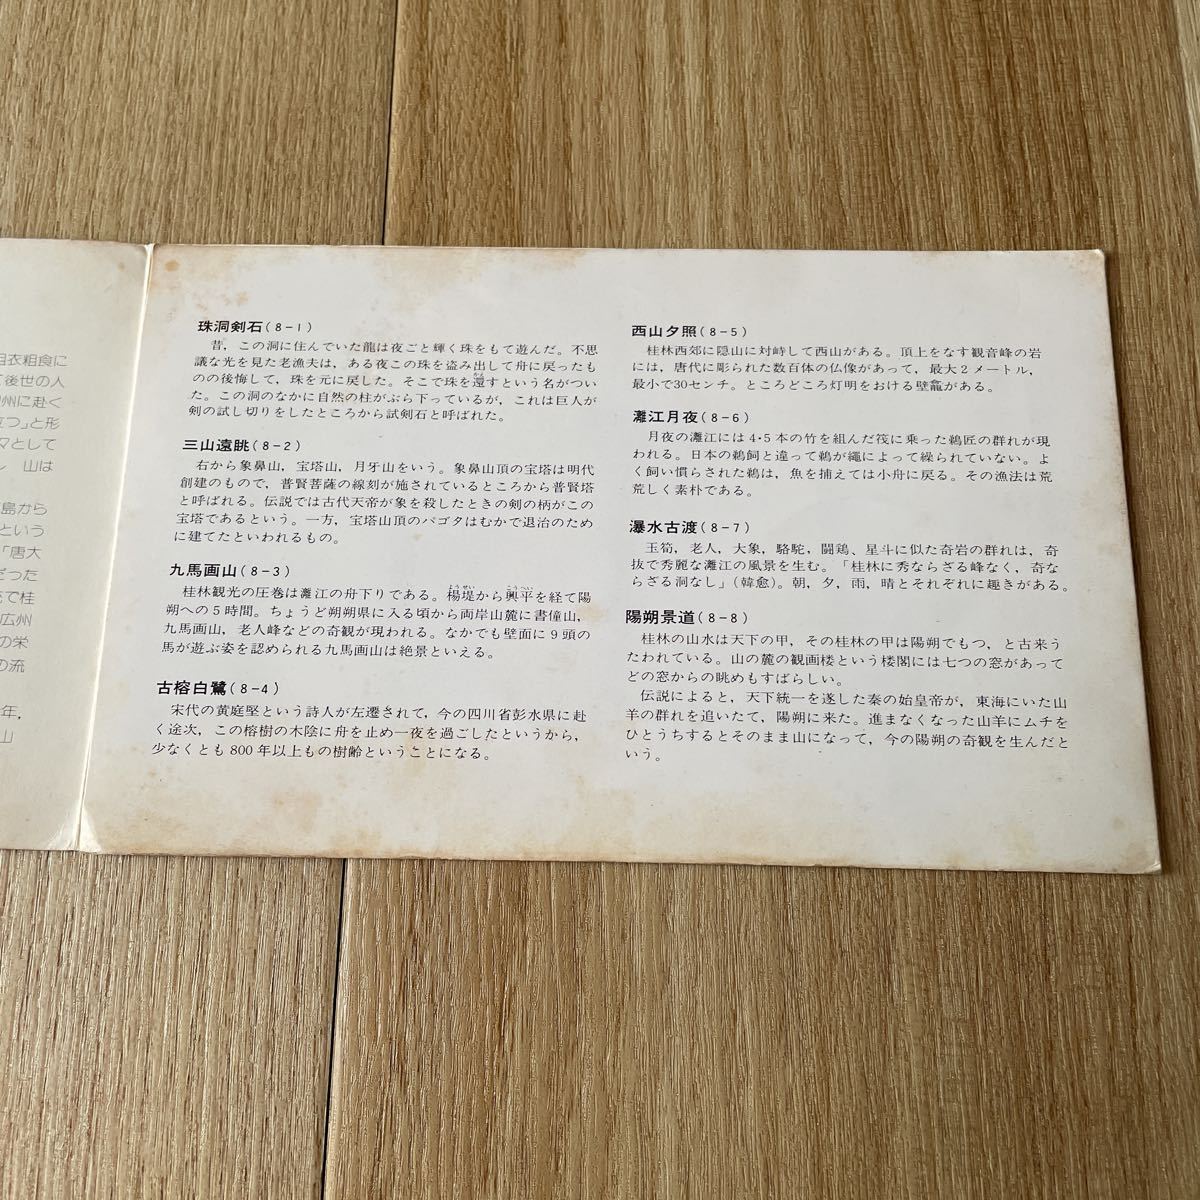 且衣粗食に
後世の人
州に赴く
立つ」と形
マとして
山は
島から
という
「唐大
だった
で桂
広州
の栄
の流
年,
山
珠洞剣石(8-1)
昔,この洞に住んでいた龍は夜ごと輝く珠をもて遊んだ。不思
議な光を見た老漁夫は,ある夜この珠を盗み出して舟に戻ったも
のの後悔して,珠を元に戻した。そこで珠を還すという名がつい
た。この洞のなかに自然の柱がぶら下っているが,これは巨人が
剣の試し切りをしたところから試剣石と呼ばれた。
三山遠眺(8-2)
右から象鼻山,宝塔山,月牙山をいう。象鼻山頂の宝塔は明代
創建のもので,普賢菩薩の線刻が施されているところから普賢塔
と呼ばれる。伝説では古代天帝が象を殺したときの剣の柄がこの
宝塔であるという。一方,宝塔山頂のパゴタはむかで退治のため
に建てたといわれるもの。
九馬画山(8-3)
桂林観光の圧巻は灕江の舟下りである。楊堤から興平を経て陽
朔への5時間。ちょうど朔朔県に入る頃から両岸山麓に書僮山,
九馬画山,老人峰などの奇観が現われる。なかでも壁面に9頭の
馬が遊ぶ姿を認められる九馬画山は絶景といえる。
古榕白鷺(8-4)
宋代の黄庭堅という詩人が左遷されて,今の四川省彭水県に赴
く途次,この榕樹の木陰に舟を止め一夜を過ごしたというから,
少なくとも800年以上もの樹齢ということになる。
西山夕照(8-5)
桂林西郊に隠山に対峙して西山がある。頂上をなす観音峰の岩
には,唐代に彫られた数百体の仏像があって,最大2メートル,
最小で30センチ。ところどころ灯明をおける壁龕がある。
灕江月夜(8-6)
月夜の灕江には4・5本の竹を組んだ筏に乗った鵜匠の群れが現
われる。日本の鵜飼と違って鵜が縄によって繰られていない。よ
く飼い慣らされた鵜は,魚を捕えては小舟に戻る。その漁法は荒
荒しく素朴である。
瀑水古渡(8-7)
玉筍,老人,大象,駱駝,闘鶏、星斗に似た奇岩の群れは,奇
抜で秀麗な灕江の風景を生む。「桂林に秀ならざる峰なく,奇な
らざる洞なし」(韓愈)。朝,夕,雨,晴とそれぞれに趣きがある。
陽朔景道(8-8)
桂林の山水は天下の甲,その桂林の甲は陽朔でもつ,と古来う
たわれている。山の麓の観画楼という楼閣には七つの窓があって
どの窓からの眺めもすばらしい。
伝説によると,天下統一を遂した秦の始皇帝が,東海にいた山
羊の群れを追いたて,陽朔に来た。進まなくなった山羊にムチを
ひとうちするとそのまま山になって,今の陽朔の奇観を生んだと
いう。